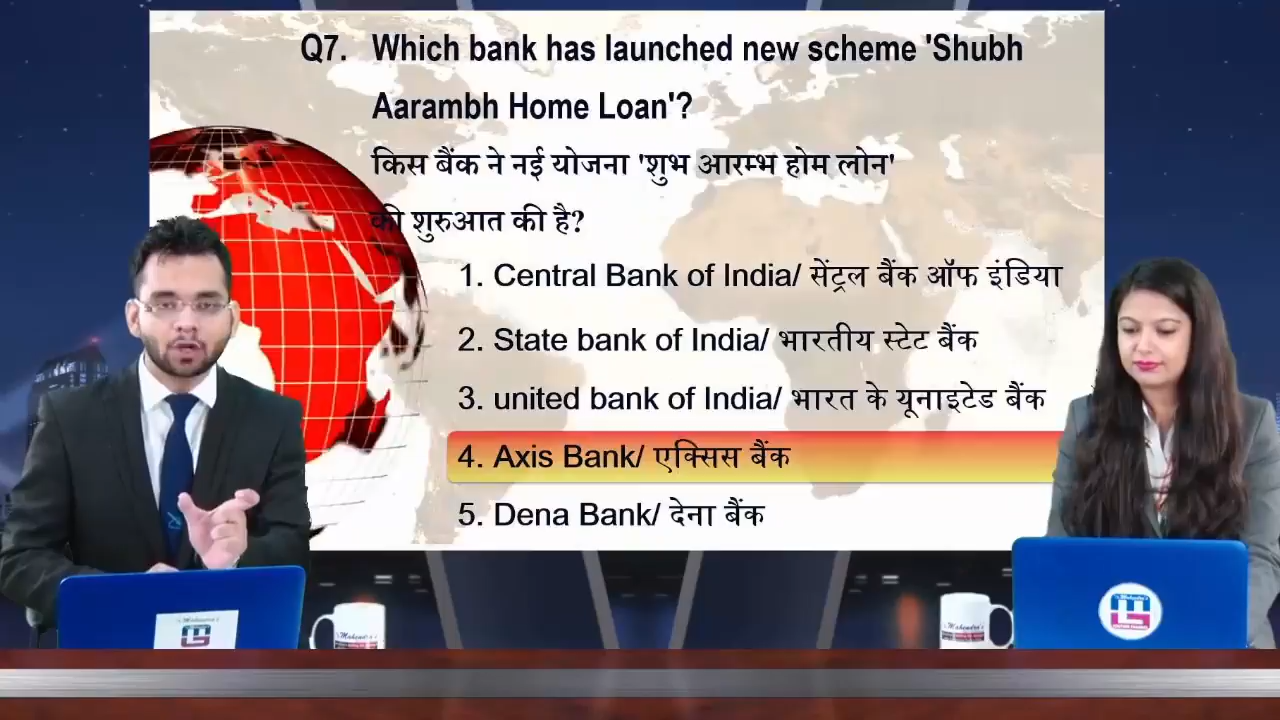 Q7. Which bank has launched new scheme 'Shubh
Aarambh Home Loan'?
किस बैंक ने नई योजना 'शुभ आरम्भ होम लोन'
की शुरुआत की है?
1. Central Bank of India/ सेंट्रल बैंक ऑफ इंडिया
2. State bank of India/ भारतीय स्टेट बैंक
3. united bank of India/ भारत के यूनाइटेड बैंक
4. Axis Bank/ एक्सिस बैंक
5. Dena Bank/ देना बैंक
Mahendra's
Mahendra's